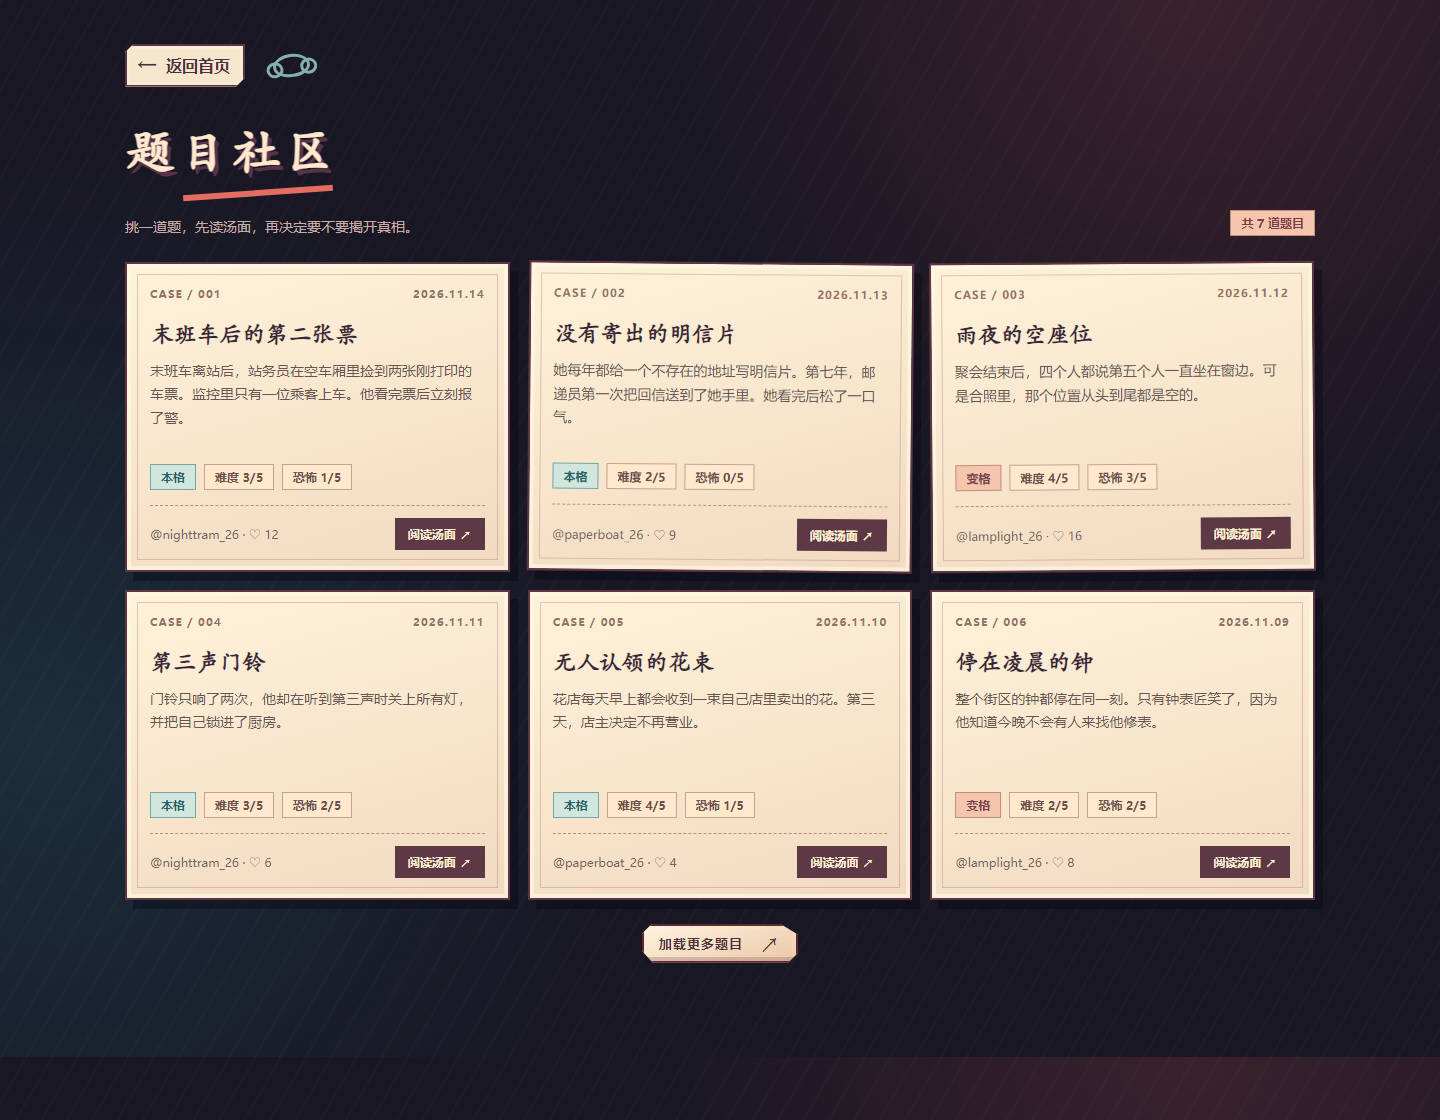 ← 返回首页
题目社区
挑一道题，先读汤面，再决定要不要揭开真相。
共 7 道题目
CASE / 001
2026.11.14
末班车后的第二张票
末班车离站后，站务员在空车厢里捡到两张刚打印的
车票。监控里只有一位乘客上车。他看完票后立刻报
了警。
本格
难度 3/5
恐怖 1/5
@nighttram_26 · ♡ 12
阅读汤面 ↗
CASE / 002
2026.11.13
没有寄出的明信片
她每年都给一个不存在的地址写明信片。第七年，邮
递员第一次把回信送到了她手里。她看完后松了一口
气。
本格
难度 2/5
恐怖 0/5
@paperboat_26 · ♡ 9
阅读汤面 ↗
CASE / 003
2026.11.12
雨夜的空座位
聚会结束后，四个人都说第五个人一直坐在窗边。可
是合照里，那个位置从头到尾都是空的。
变格
难度 4/5
恐怖 3/5
@lamplight_26 · ♡ 16
阅读汤面 ↗
CASE / 004
2026.11.11
第三声门铃
门铃只响了两次，他却在听到第三声时关上所有灯，
并把自己锁进了厨房。
本格
难度 3/5
恐怖 2/5
@nighttram_26 · ♡ 6
阅读汤面 ↗
CASE / 005
2026.11.10
无人认领的花束
花店每天早上都会收到一束自己店里卖出的花。第三
天，店主决定不再营业。
本格
难度 4/5
恐怖 1/5
@paperboat_26 · ♡ 4
阅读汤面 ↗
CASE / 006
2026.11.09
停在凌晨的钟
整个街区的钟都停在同一刻。只有钟表匠笑了，因为
他知道今晚不会有人来找他修表。
变格
难度 2/5
恐怖 2/5
@lamplight_26 · ♡ 8
阅读汤面 ↗
加载更多题目 ↗